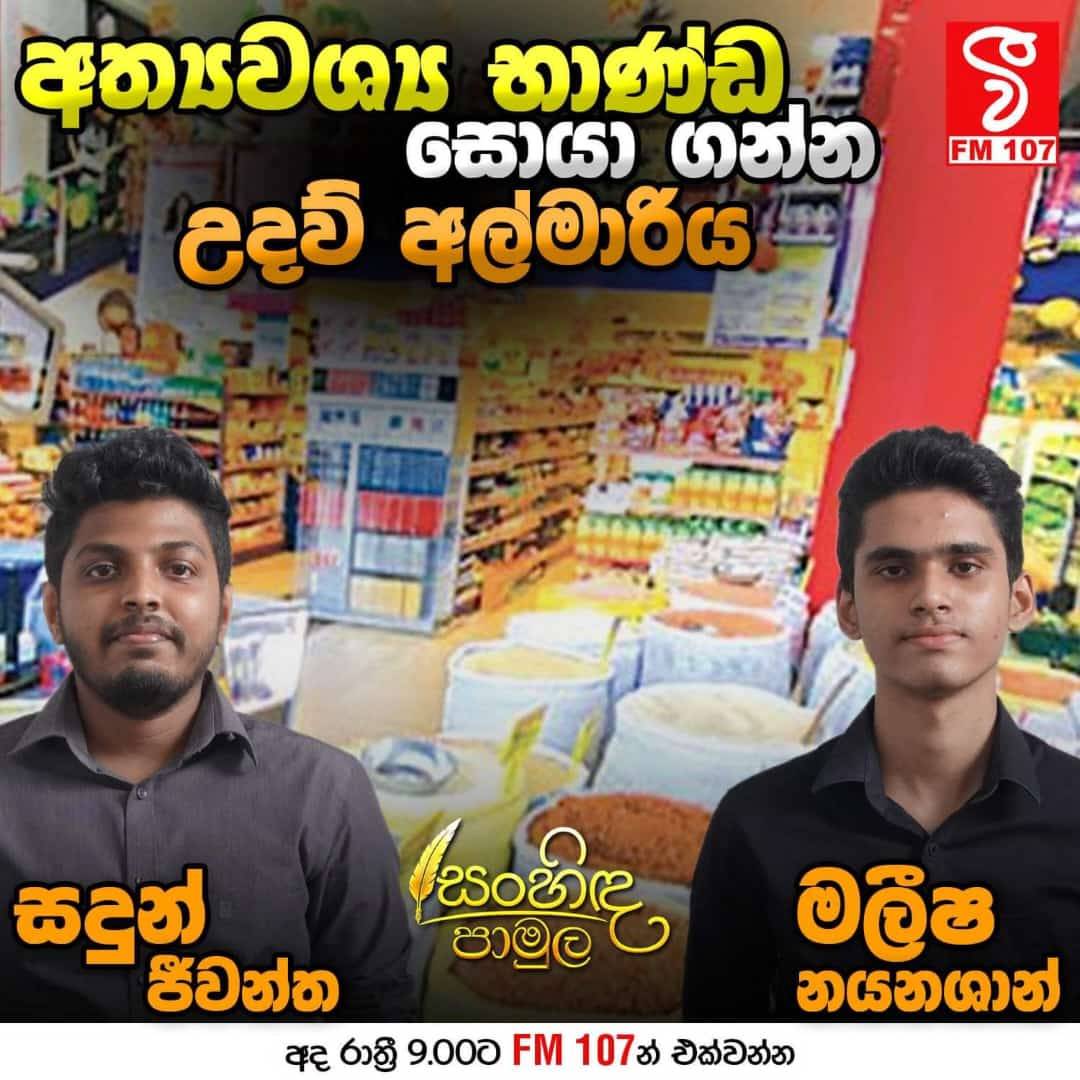 අත්‍යවශ්‍ය භාණ්ඩ
සොයා ගන්න
උදව් අල්මාරිය
වී
FM 107
සංහිඳ
පාමුල
සදුන්
ජීවන්ත
මලීෂ
නයනශාන්
අද රාත්‍රී 9.00ට FM 107න් එක්වන්න